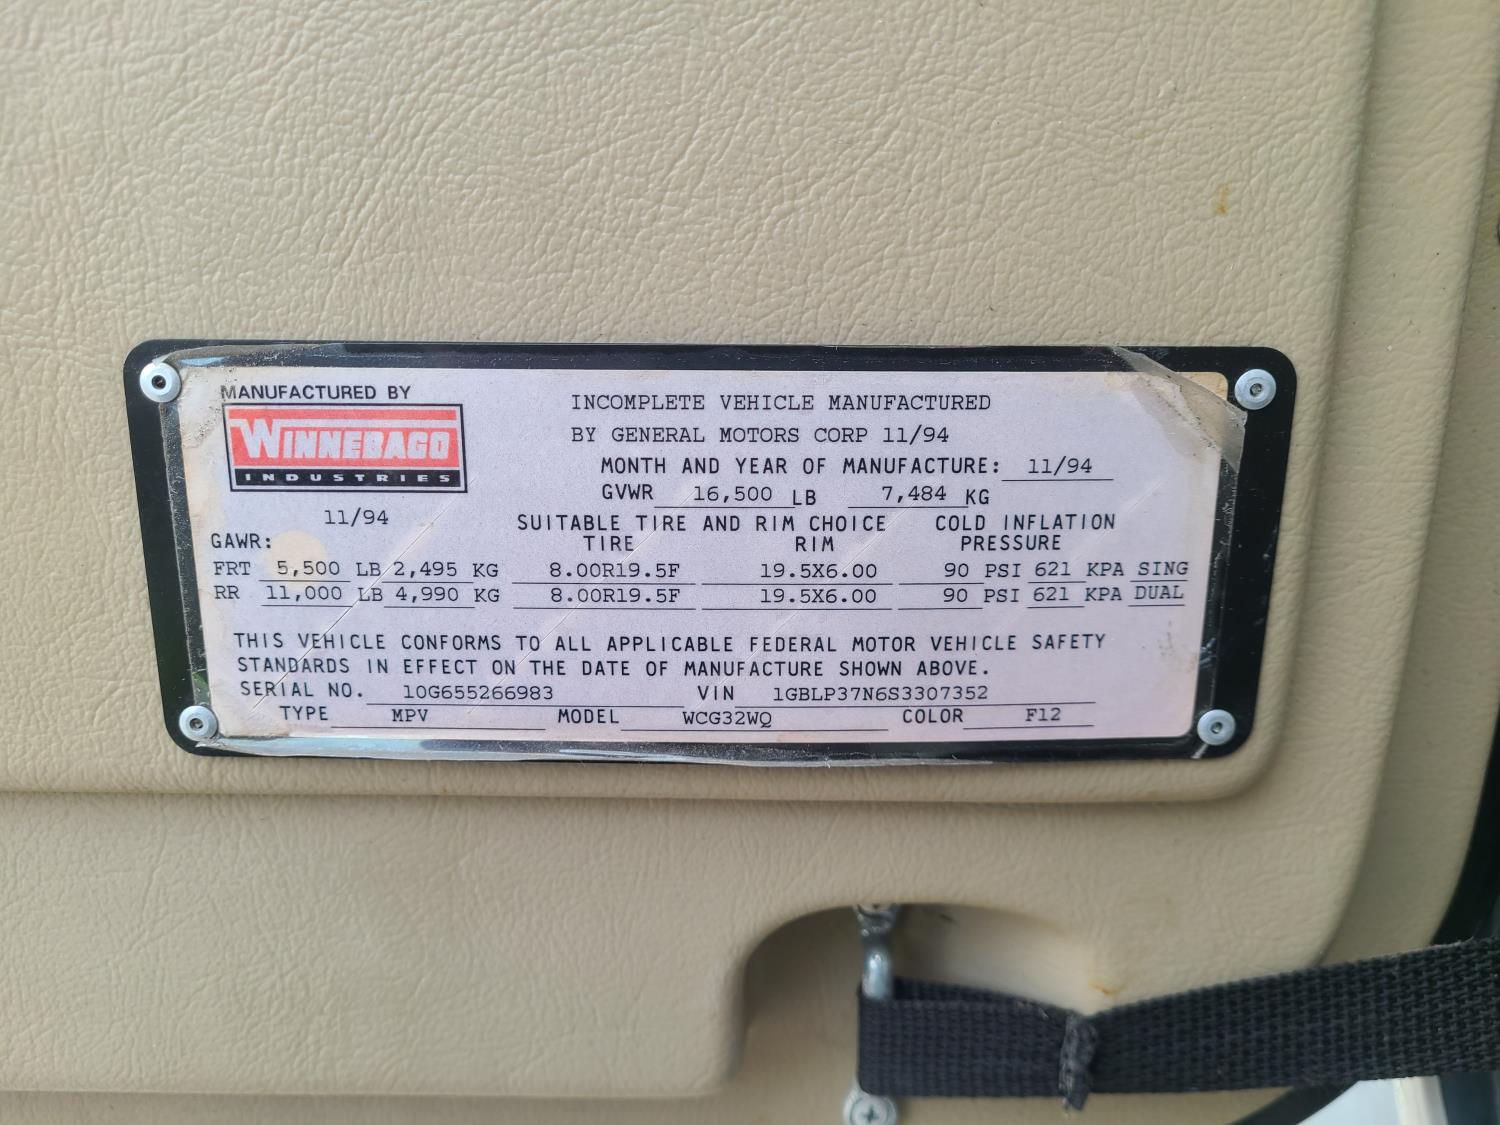 MANUFACTURED BY
WINNEBAGO
INDUSTRIES
11/94
INCOMPLETE VEHICLE MANUFACTURED
BY GENERAL MOTORS CORP 11/94
MONTH AND YEAR OF MANUFACTURE: 11/94
GVWR 16,500 LB 7,484 KG
SUITABLE TIRE AND RIM CHOICE COLD INFLATION
GAWR: TIRE RIM PRESSURE
FRT 5,500 LB 2,495 KG 8.00R19.5F 19.5X6.00 90 PSI 621 KPA SING
RR 11,000 LB 4,990 KG 8.00R19.5F 19.5X6.00 90 PSI 621 KPA DUAL
THIS VEHICLE CONFORMS TO ALL APPLICABLE FEDERAL MOTOR VEHICLE SAFETY
STANDARDS IN EFFECT ON THE DATE OF MANUFACTURE SHOWN ABOVE.
SERIAL NO. 10G655266983 VIN 1GBLP37N6S3307352
TYPE MPV MODEL WCG32WQ COLOR F12